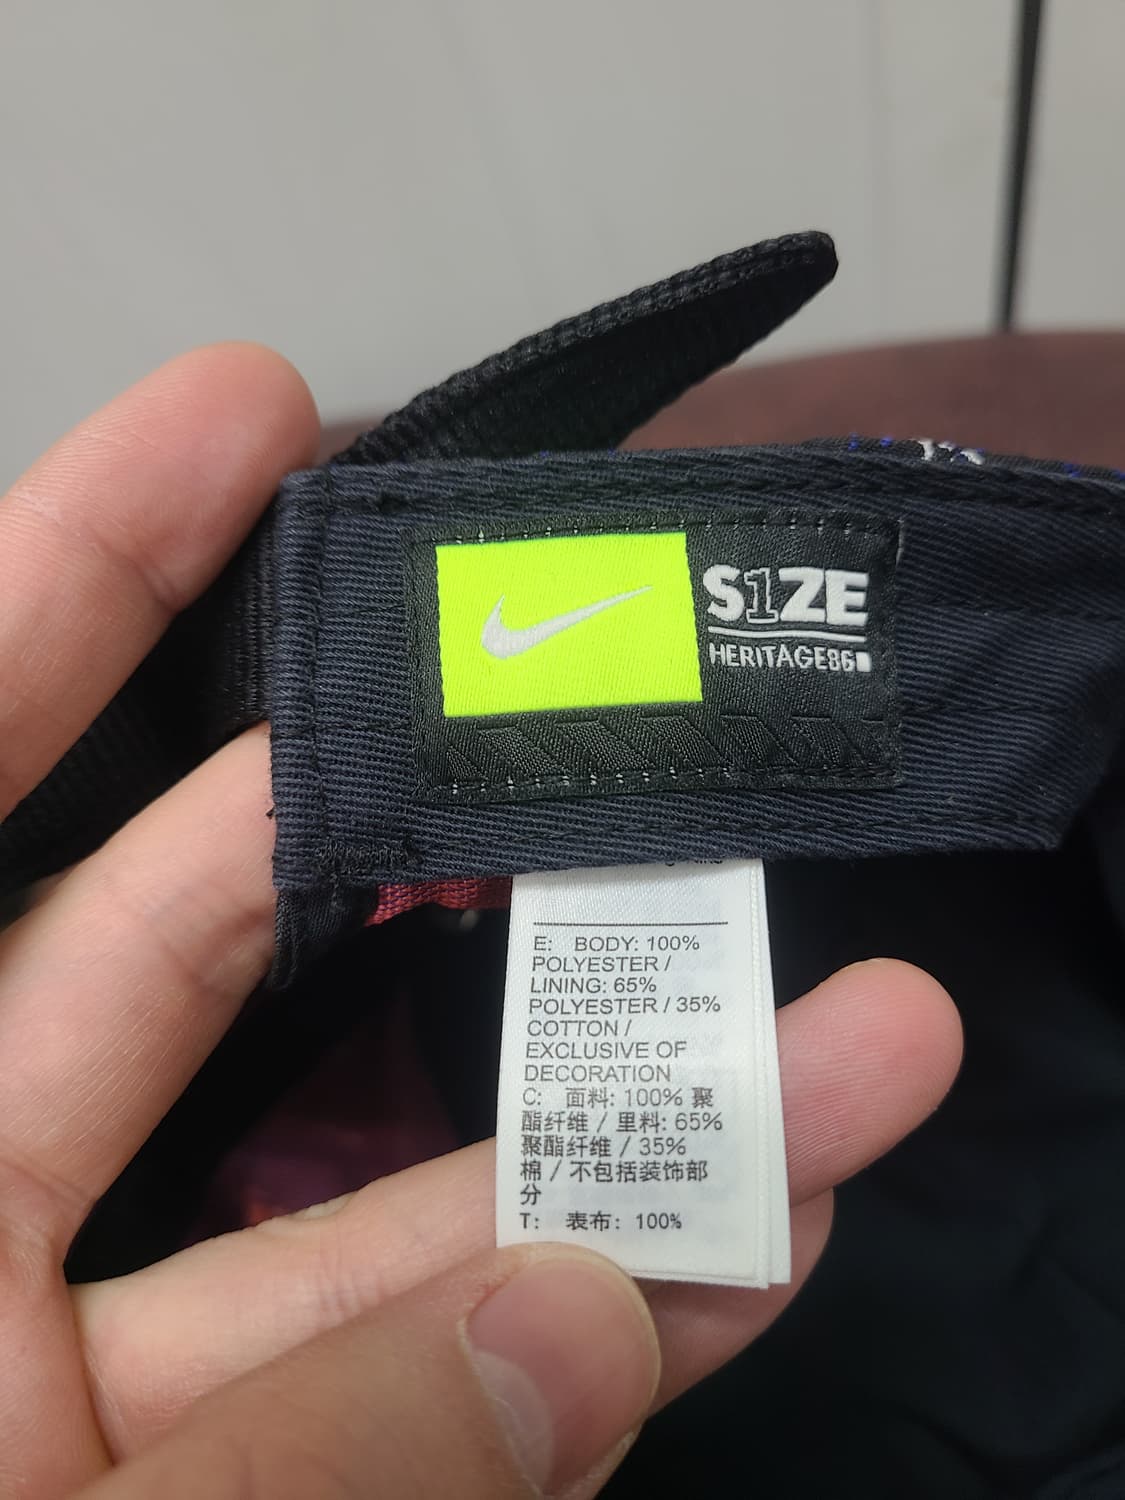 S1ZE
HERITAGE86
E: BODY: 100%
POLYESTER /
LINING: 65%
POLYESTER / 35%
COTTON /
EXCLUSIVE OF
DECORATION
C: 面料: 100% 聚
酯纤维 / 里料: 65%
聚酯纤维 / 35%
棉 / 不包括装饰部
分
T: 表布: 100%